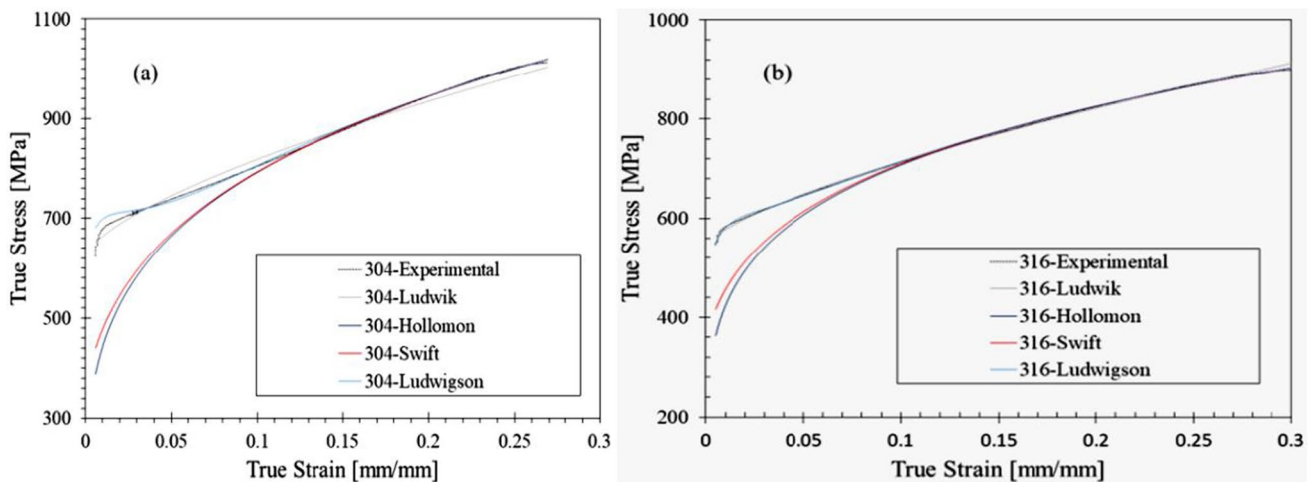 (a)
True Stress [MPa]
1100
900
700
500
300
304-Experimental
304-Ludwik
304-Hollomon
304-Swift
304-Ludwigson
0 0.05 0.1 0.15 0.2 0.25 0.3
True Strain [mm/mm]
(b)
True Stress [MPa]
1000
800
600
400
200
316-Experimental
316-Ludwik
316-Hollomon
316-Swift
316-Ludwigson
0 0.05 0.1 0.15 0.2 0.25 0.3
True Strain [mm/mm]